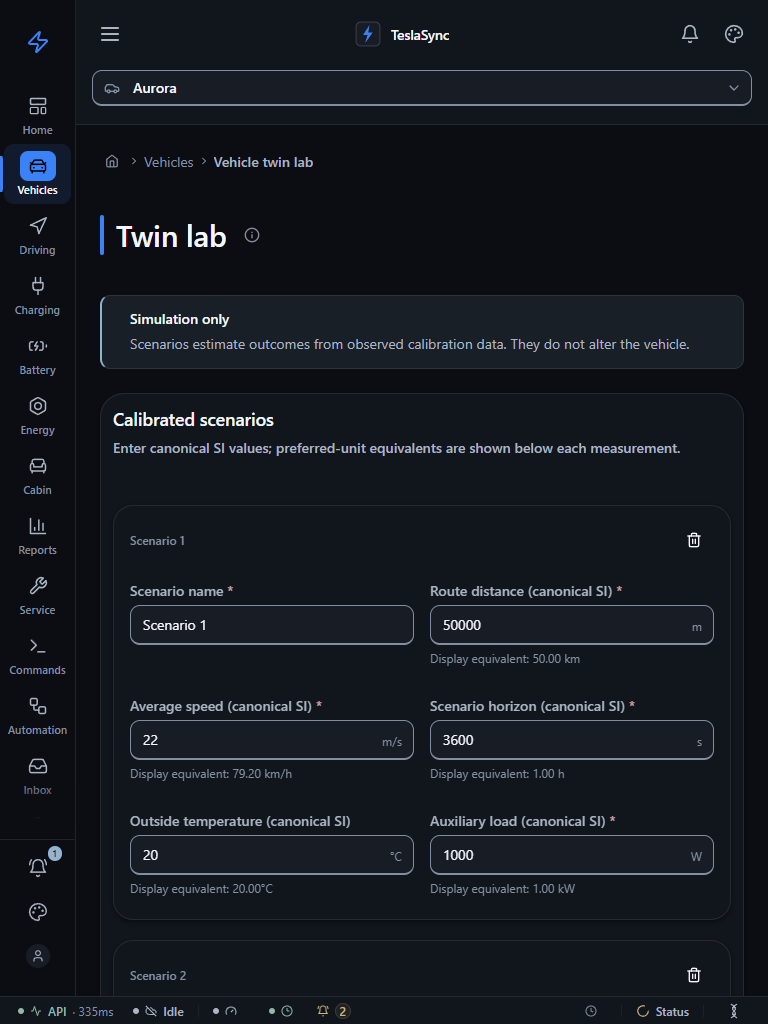 TeslaSync
Aurora
Home
Vehicles
Driving
Charging
Battery
Energy
Cabin
Reports
Service
Commands
Automation
Inbox
1
Vehicles
Vehicle twin lab
Twin lab
Simulation only
Scenarios estimate outcomes from observed calibration data. They do not alter the vehicle.
Calibrated scenarios
Enter canonical SI values; preferred-unit equivalents are shown below each measurement.
Scenario 1
Scenario name *
Scenario 1
Route distance (canonical SI) *
50000 m
Display equivalent: 50.00 km
Average speed (canonical SI) *
22 m/s
Display equivalent: 79.20 km/h
Scenario horizon (canonical SI) *
3600 s
Display equivalent: 1.00 h
Outside temperature (canonical SI)
20 °C
Display equivalent: 20.00°C
Auxiliary load (canonical SI) *
1000 W
Display equivalent: 1.00 kW
Scenario 2
API · 335ms
Idle
2
Status